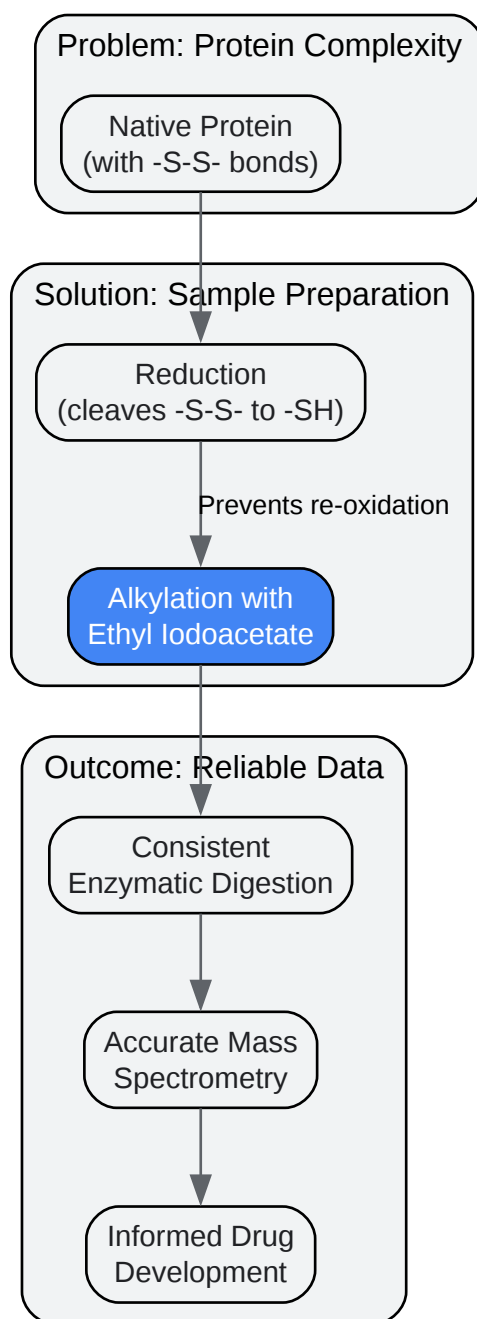 Problem: Protein Complexity
Native Protein
(with -S-S- bonds)
Solution: Sample Preparation
Reduction
(cleaves -S-S- to -SH)
Prevents re-oxidation
Alkylation with
Ethyl Iodoacetate
Outcome: Reliable Data
Consistent
Enzymatic Digestion
Accurate Mass
Spectrometry
Informed Drug
Development